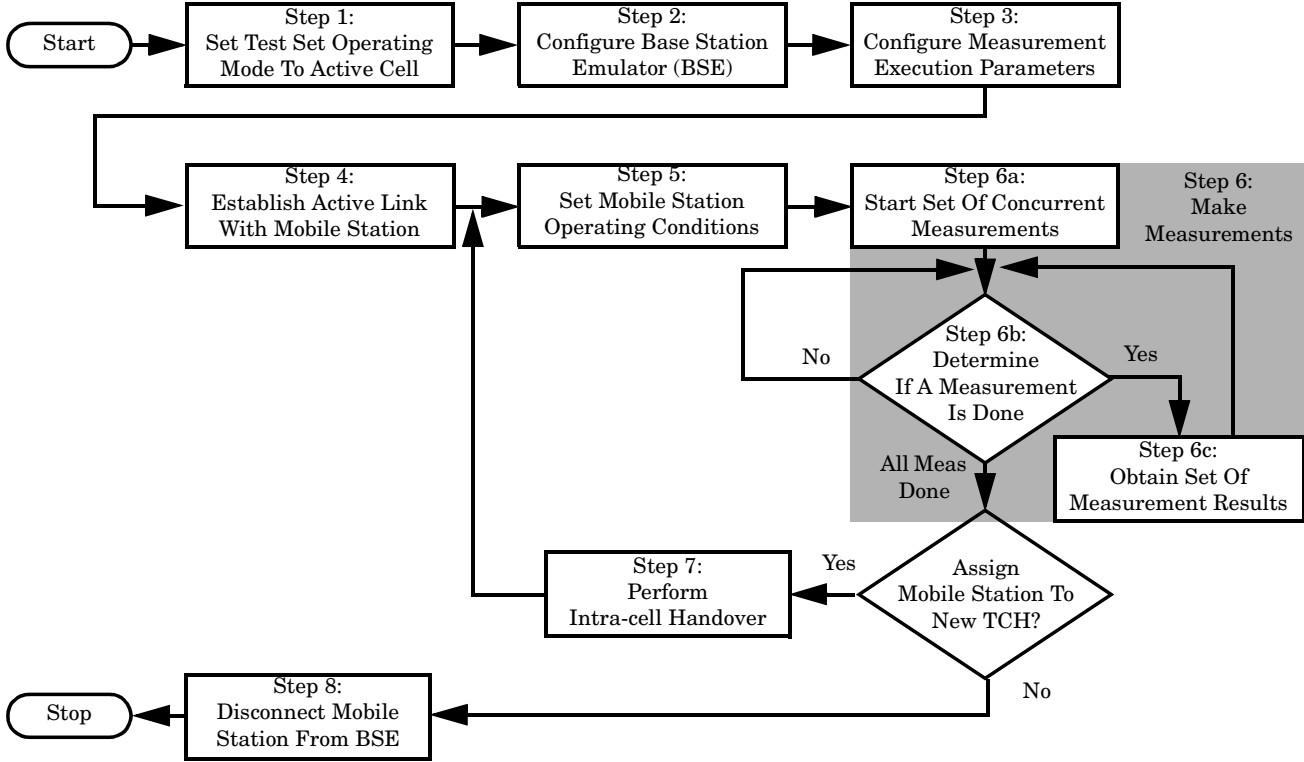 Start
Step 1:
Set Test Set Operating
Mode To Active Cell
Step 2:
Configure Base Station
Emulator (BSE)
Step 3:
Configure Measurement
Execution Parameters
Step 4:
Establish Active Link
With Mobile Station
Step 5:
Set Mobile Station
Operating Conditions
Step 6a:
Start Set Of Concurrent
Measurements
Step 6:
Make
Measurements
Step 6b:
Determine
If A Measurement
Is Done
No
Yes
Step 6c:
Obtain Set Of
Measurement Results
All Meas
Done
Assign
Mobile Station To
New TCH?
Yes
Step 7:
Perform
Intra-cell Handover
No
Step 8:
Disconnect Mobile
Station From BSE
Stop